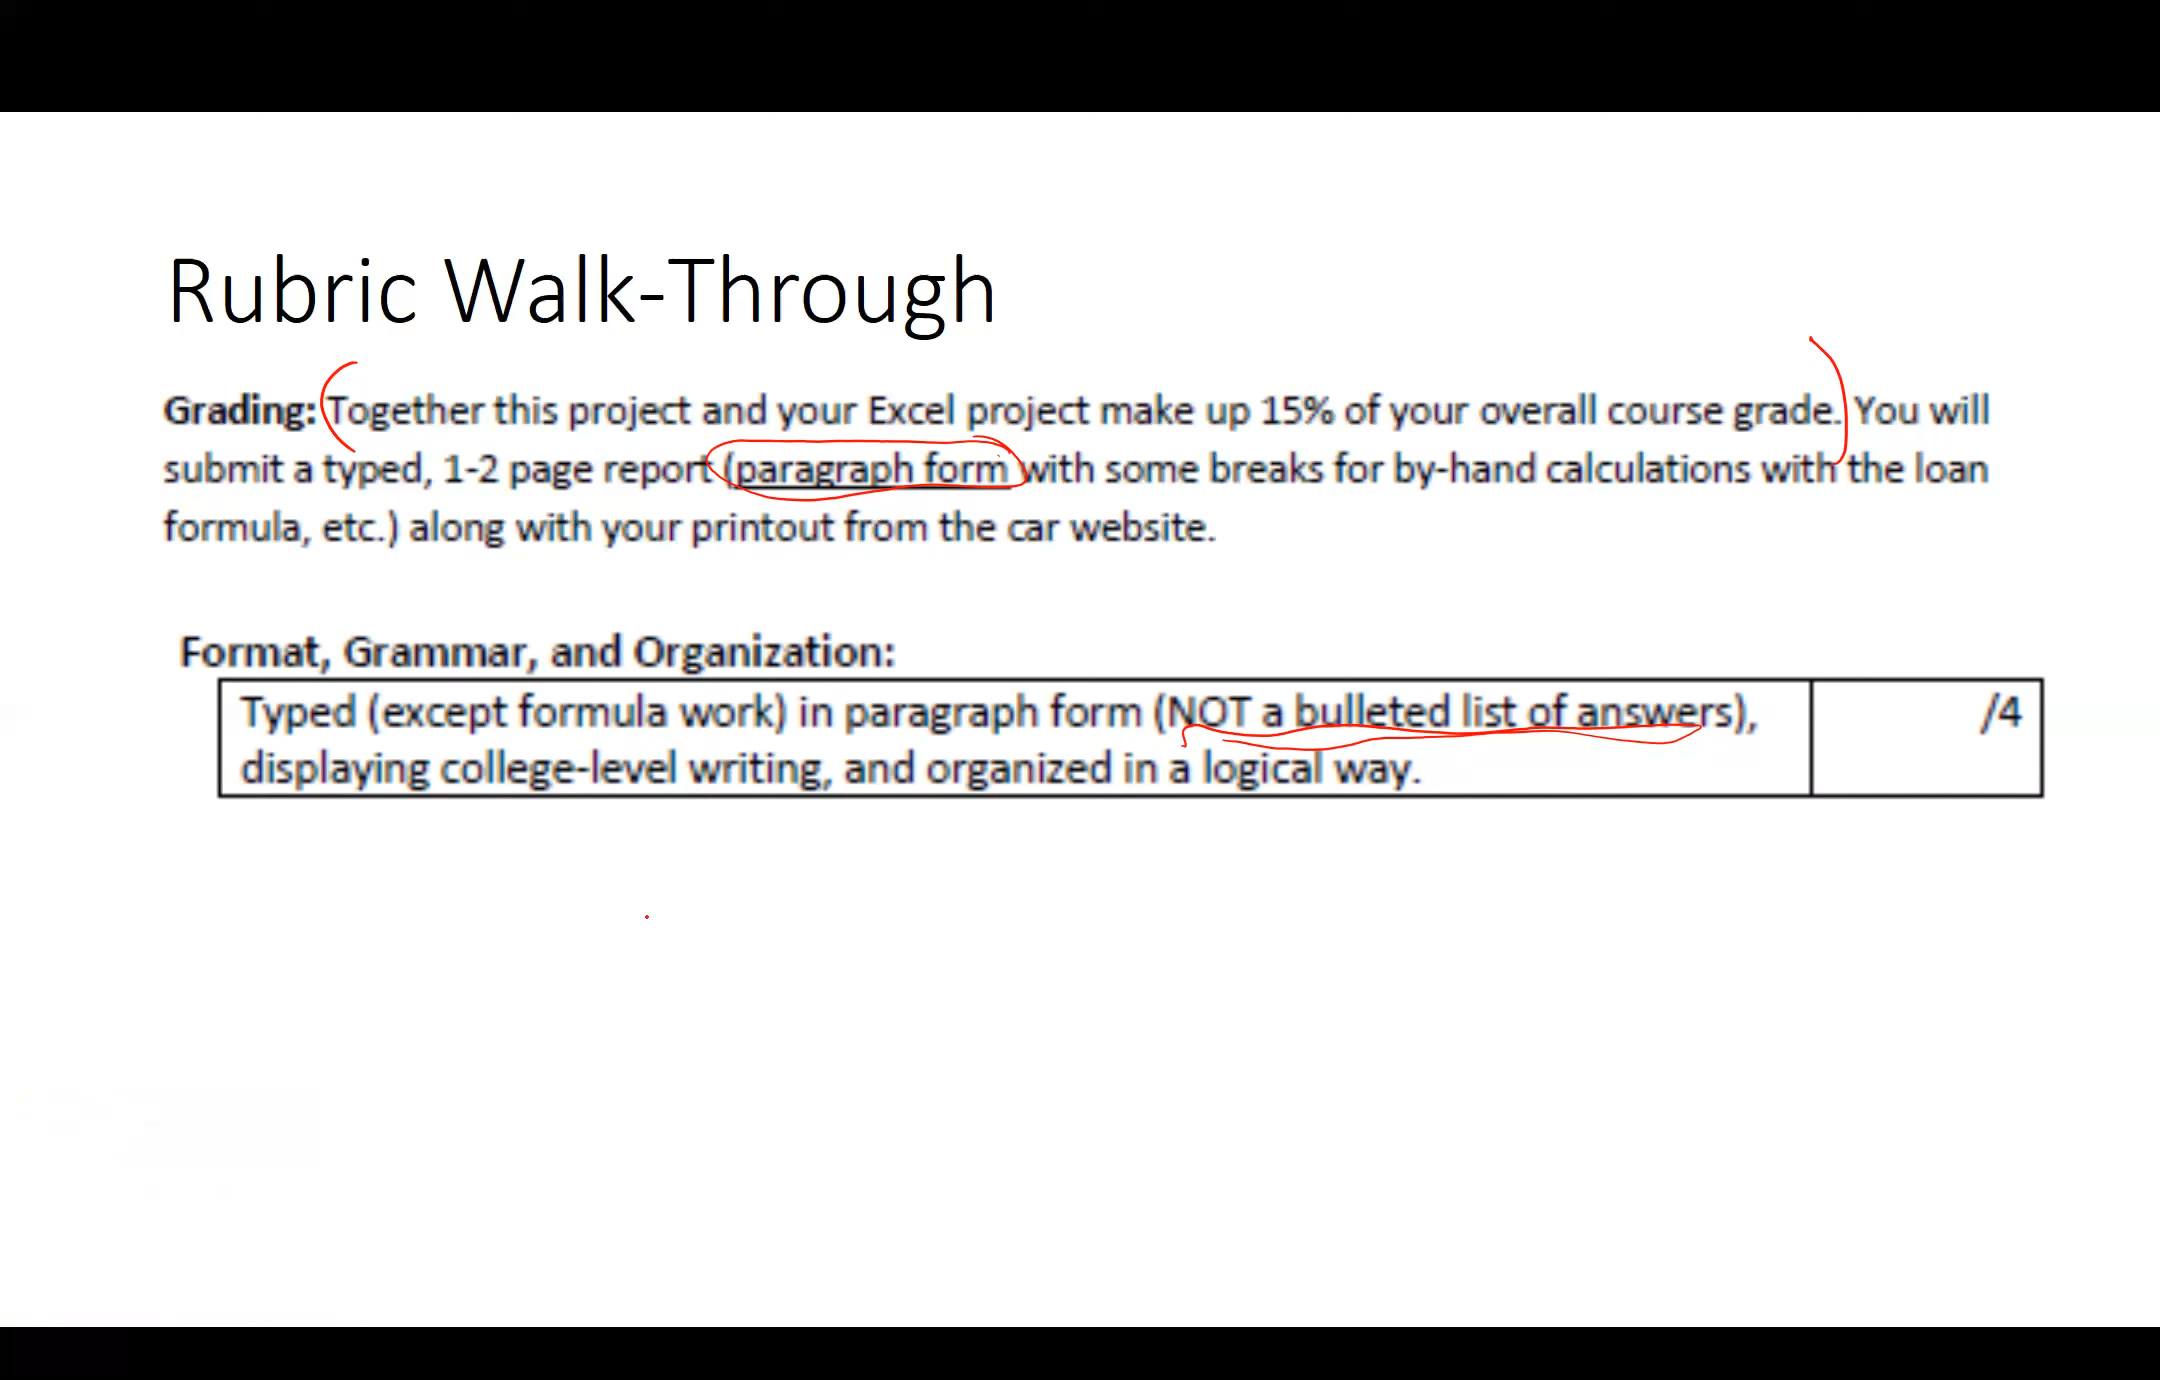 Rubric Walk-Through
Grading: Together this project and your Excel project make up 15% of your overall course grade. You will
submit a typed, 1-2 page report (paragraph form with some breaks for by-hand calculations with the loan
formula, etc.) along with your printout from the car website.
Format, Grammar, and Organization:
Typed (except formula work) in paragraph form (NOT a bulleted list of answers), /4
displaying college-level writing, and organized in a logical way.